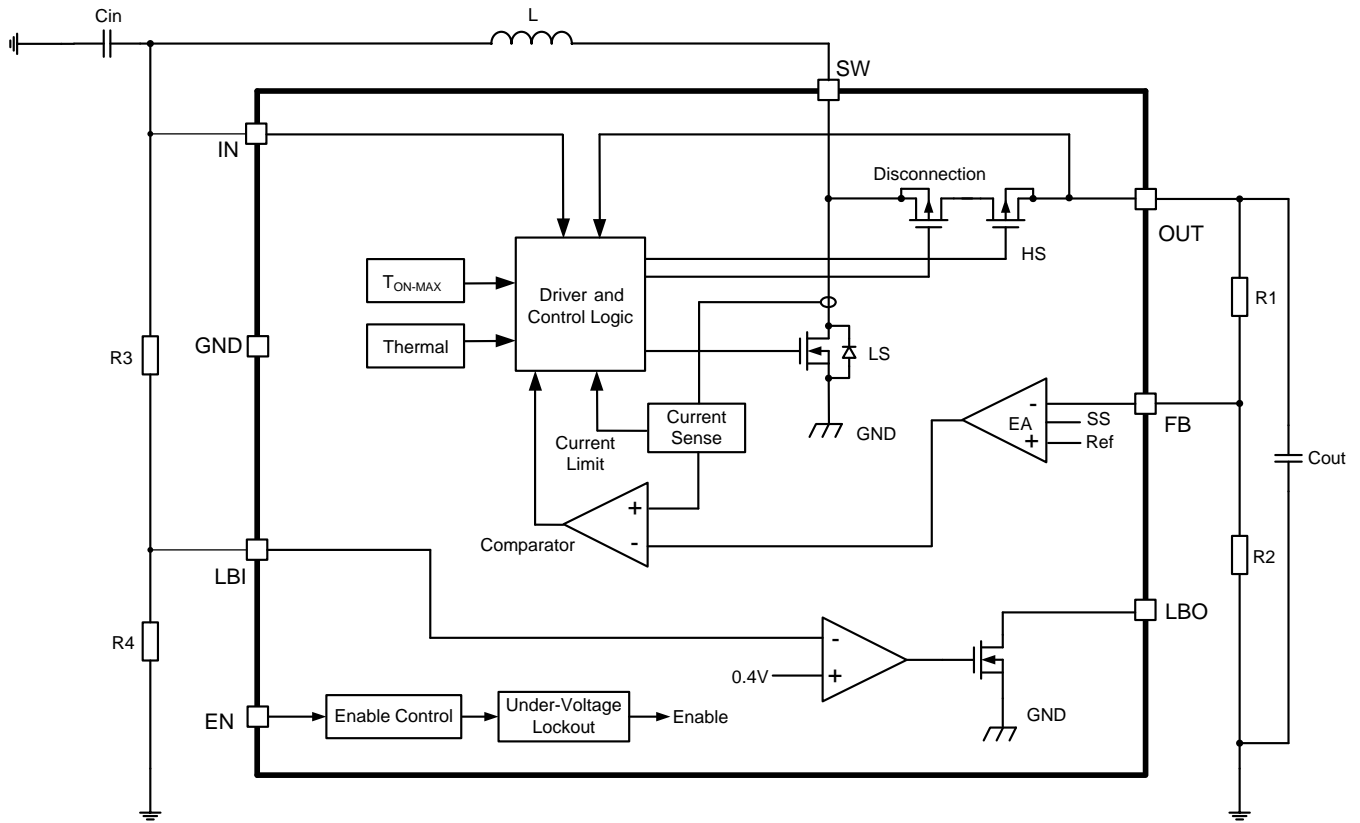 Cin
L
SW
IN
Disconnection
OUT
HS
T_ON-MAX
Driver and
Control Logic
R1
GND
Thermal
R3
LS
Current
Sense
GND
-
EA
SS
+
Ref
FB
Current
Limit
Cout
+
-
Comparator
LBI
R2
LBO
R4
-
0.4V
+
EN
Enable Control
Under-Voltage
Lockout
Enable
GND